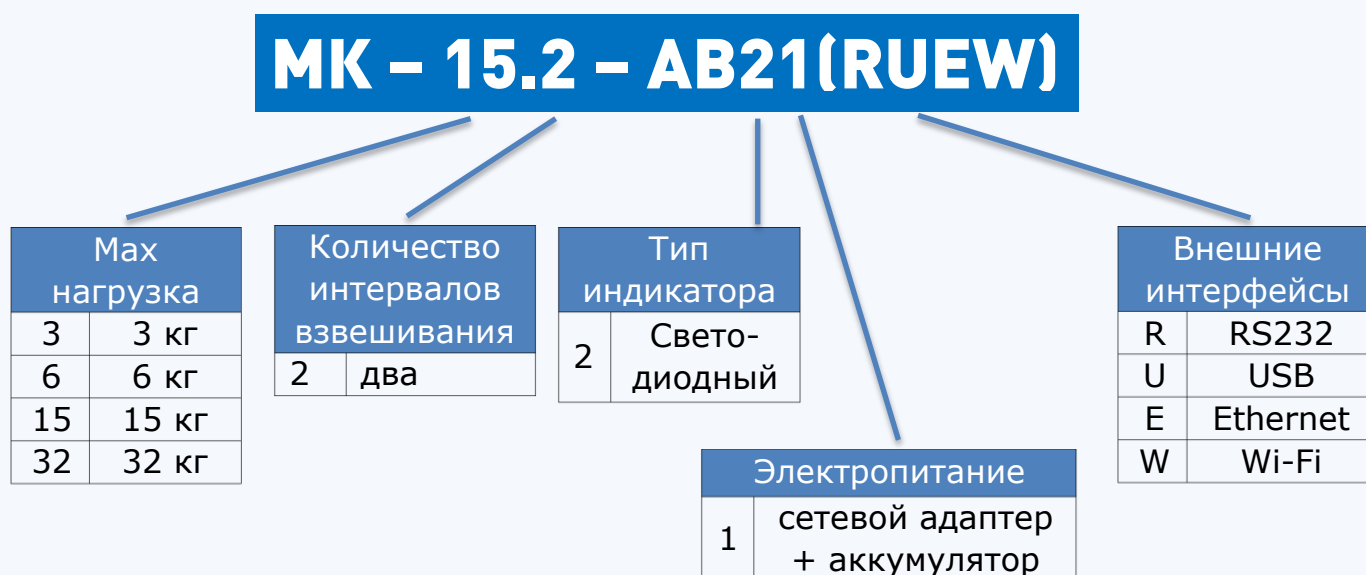 МК – 15.2 – АВ21(RUEW)
Max
нагрузка
3 3 кг
6 6 кг
15 15 кг
32 32 кг
Количество
интервалов
взвешивания
2 два
Тип
индикатора
2 Свето-
диодный
Электропитание
1 сетевой адаптер
+ аккумулятор
Внешние
интерфейсы
R RS232
U USB
E Ethernet
W Wi-Fi